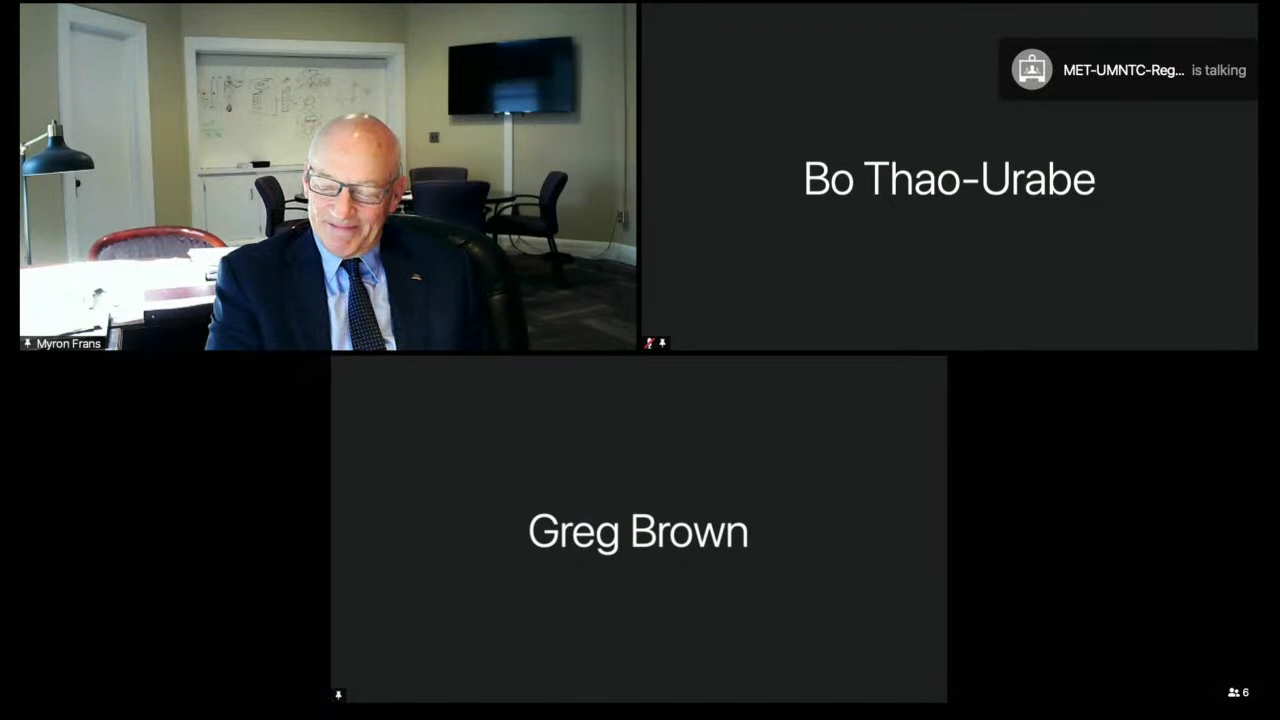 MET-UMNTC-Reg... is talking
Bo Thao-Urabe
Myron Frans
Greg Brown
6